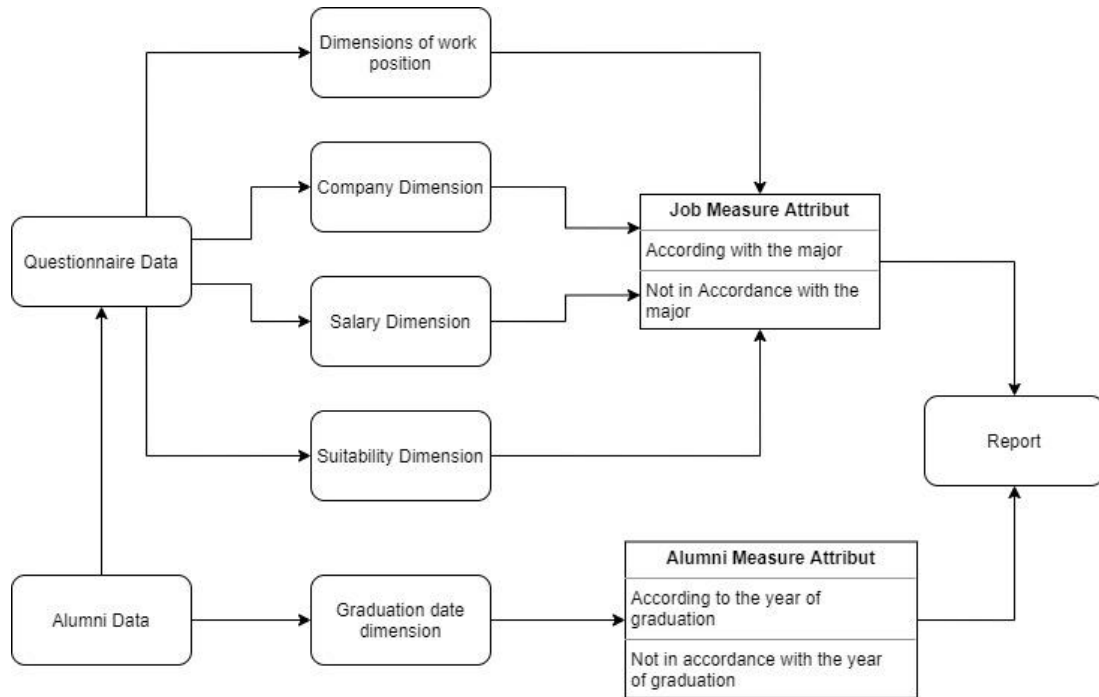 Dimensions of work
position
Company Dimension
Job Measure Attribut
According with the major
Not in Accordance with the
major
Questionnaire Data
Salary Dimension
Suitability Dimension
Report
Alumni Measure Attribut
According to the year of
graduation
Not in accordance with the year
of graduation
Alumni Data
Graduation date
dimension